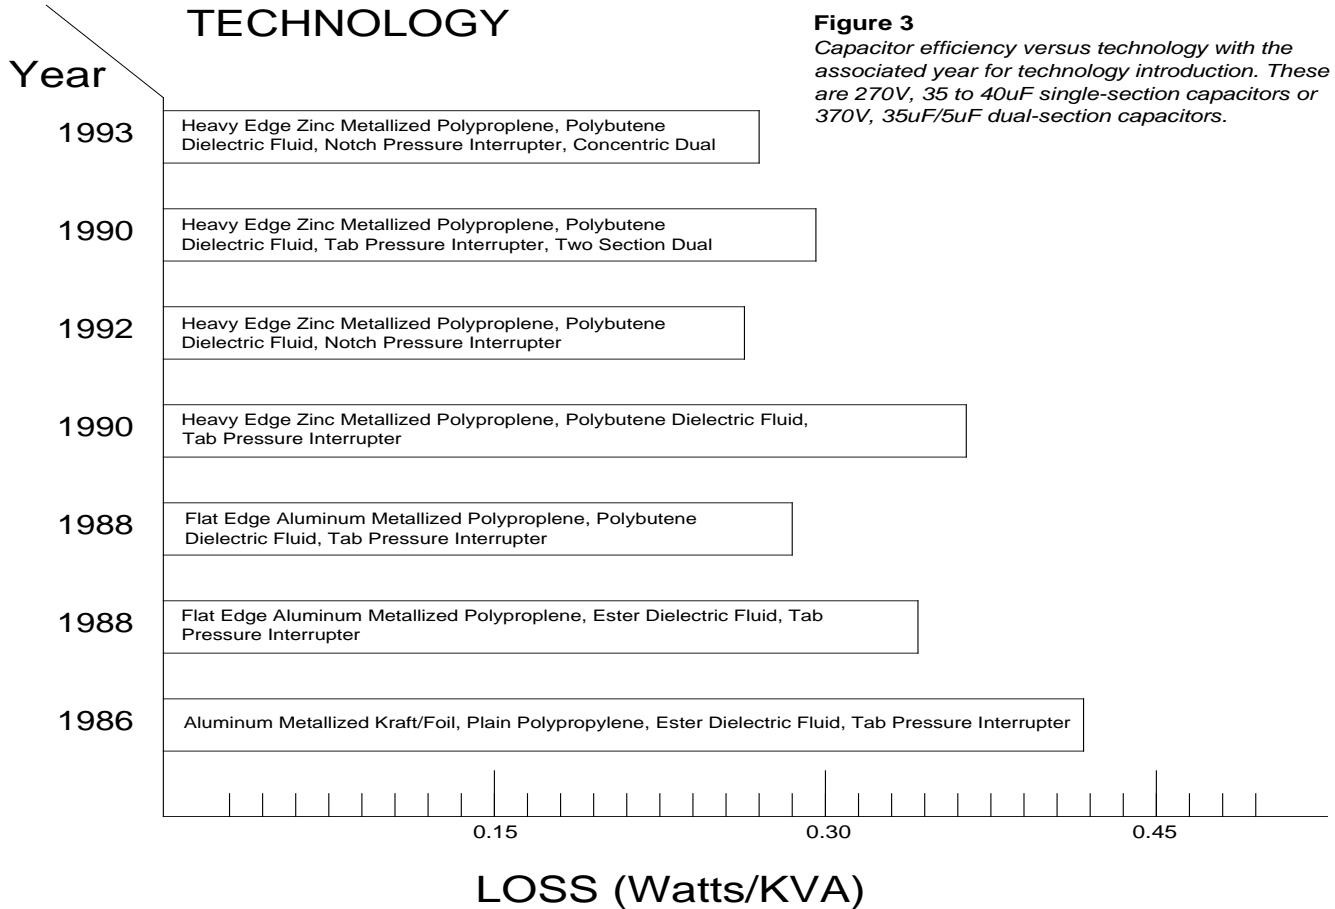 TECHNOLOGY
Figure 3
Capacitor efficiency versus technology with the
associated year for technology introduction. These
are 270V, 35 to 40uF single-section capacitors or
370V, 35uF/5uF dual-section capacitors.
Year
1993
Heavy Edge Zinc Metallized Polyproplene, Polybutene
Dielectric Fluid, Notch Pressure Interrupter, Concentric Dual
1990
Heavy Edge Zinc Metallized Polyproplene, Polybutene
Dielectric Fluid, Tab Pressure Interrupter, Two Section Dual
1992
Heavy Edge Zinc Metallized Polyproplene, Polybutene
Dielectric Fluid, Notch Pressure Interrupter
1990
Heavy Edge Zinc Metallized Polyproplene, Polybutene Dielectric Fluid,
Tab Pressure Interrupter
1988
Flat Edge Aluminum Metallized Polyproplene, Polybutene
Dielectric Fluid, Tab Pressure Interrupter
1988
Flat Edge Aluminum Metallized Polyproplene, Ester Dielectric Fluid, Tab
Pressure Interrupter
1986
Aluminum Metallized Kraft/Foil, Plain Polypropylene, Ester Dielectric Fluid, Tab Pressure Interrupter
0.15
0.30
0.45
LOSS (Watts/KVA)